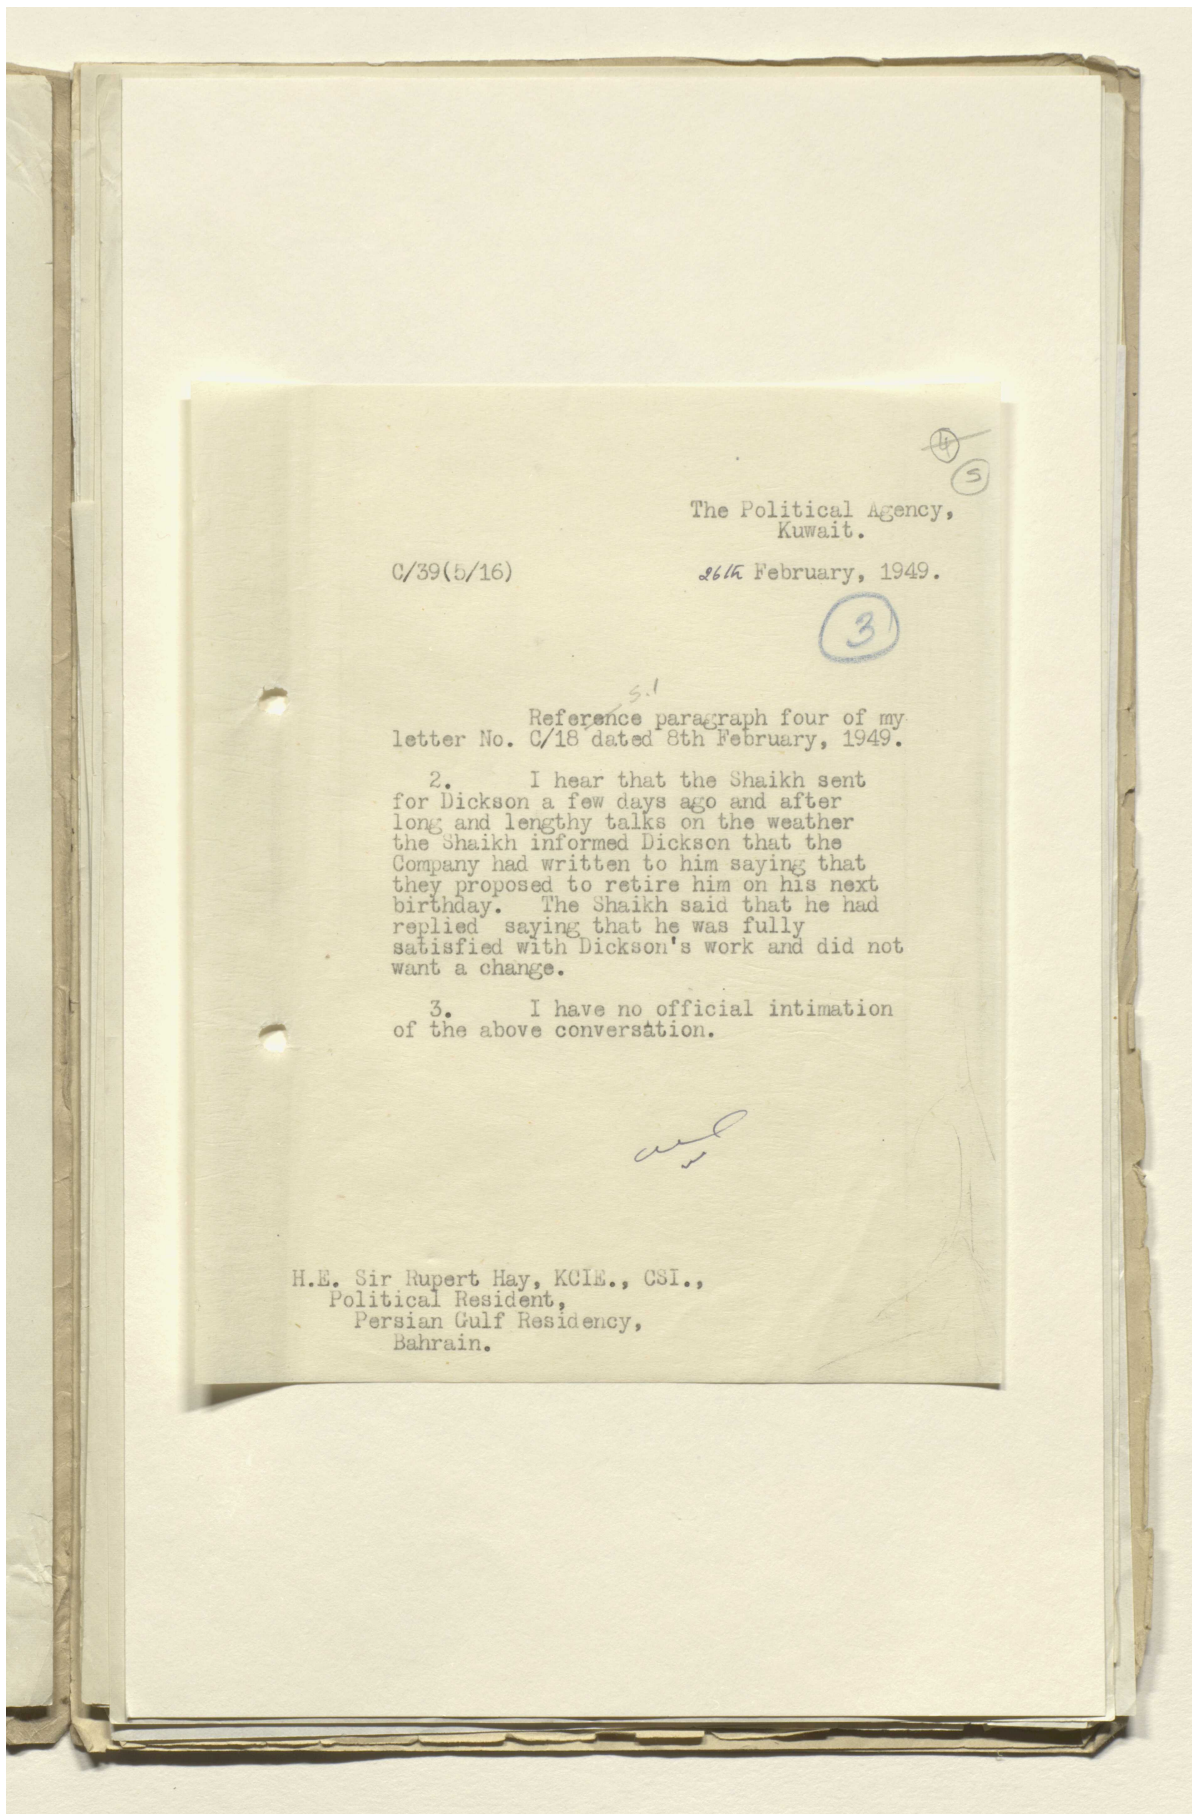 4
5
The Political Agency,
Kuwait.
C/39(5/16)
26th February, 1949.
3
S.1
Reference paragraph four of my
letter No. C/18 dated 8th February, 1949.
2. I hear that the Shaikh sent
for Dickson a few days ago and after
long and lengthy talks on the weather
the Shaikh informed Dickson that the
Company had written to him saying that
they proposed to retire him on his next
birthday. The Shaikh said that he had
replied saying that he was fully
satisfied with Dickson's work and did not
want a change.
3. I have no official intimation
of the above conversation.
H.E. Sir Rupert Hay, KCIE., CSI.,
Political Resident,
Persian Gulf Residency,
Bahrain.